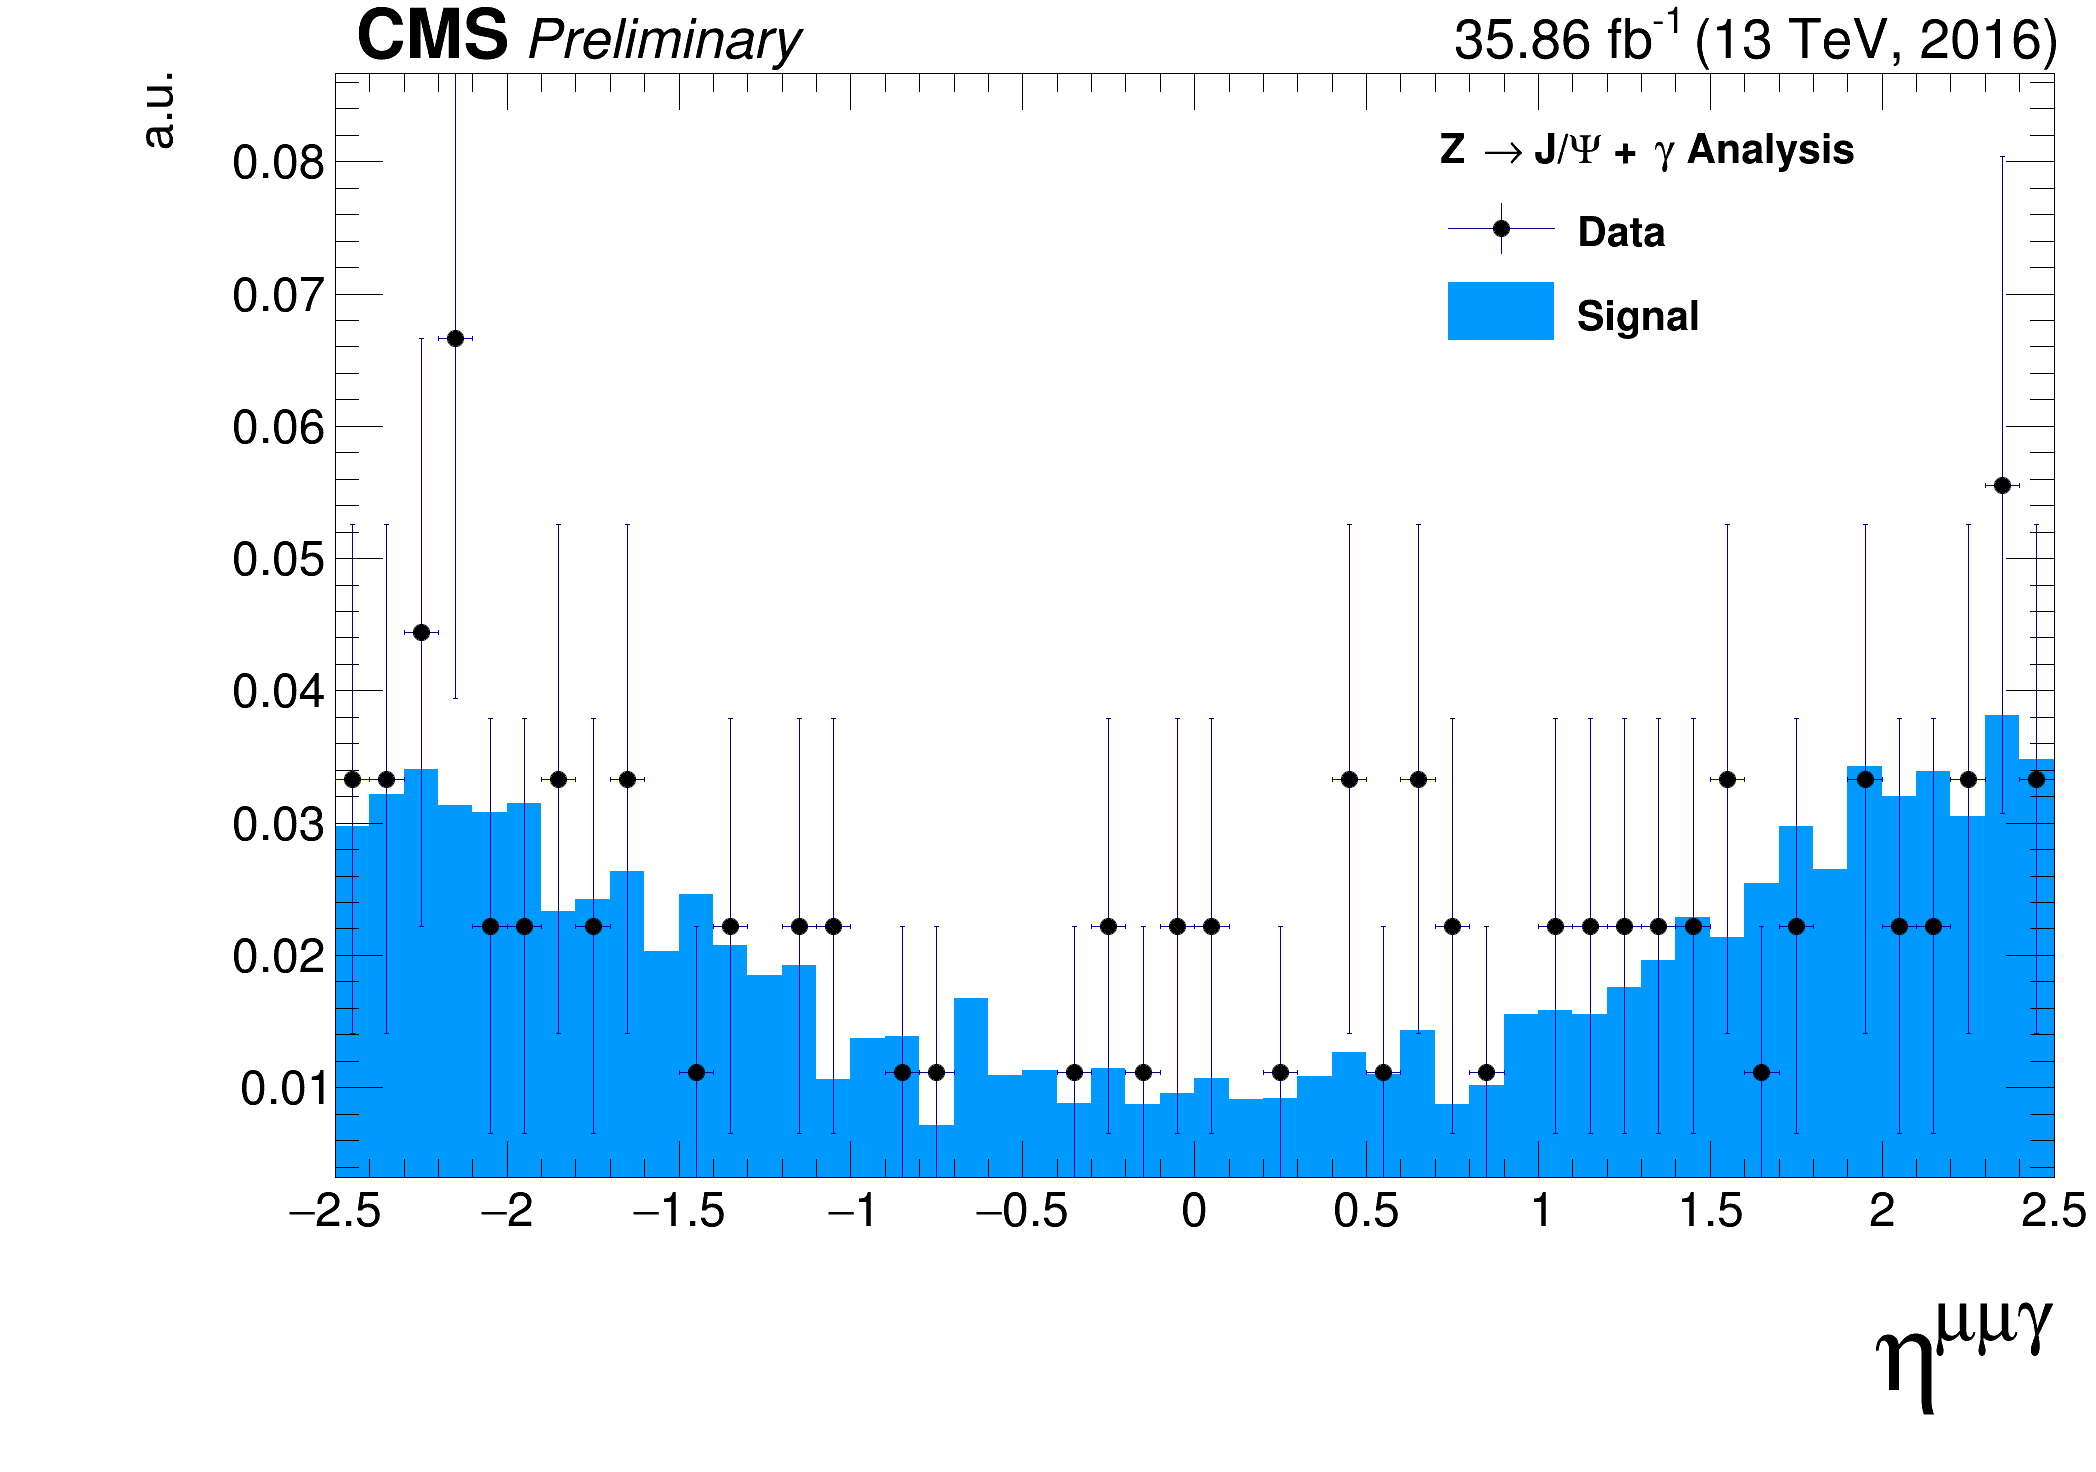 CMS Preliminary 35.86 fb⁻¹ (13 TeV, 2016)
a.u.
Z → J/Ψ + γ Analysis
Data
Signal
0.08
0.07
0.06
0.05
0.04
0.03
0.02
0.01
−2.5 −2 −1.5 −1 −0.5 0 0.5 1 1.5 2 2.5
η^μμγ